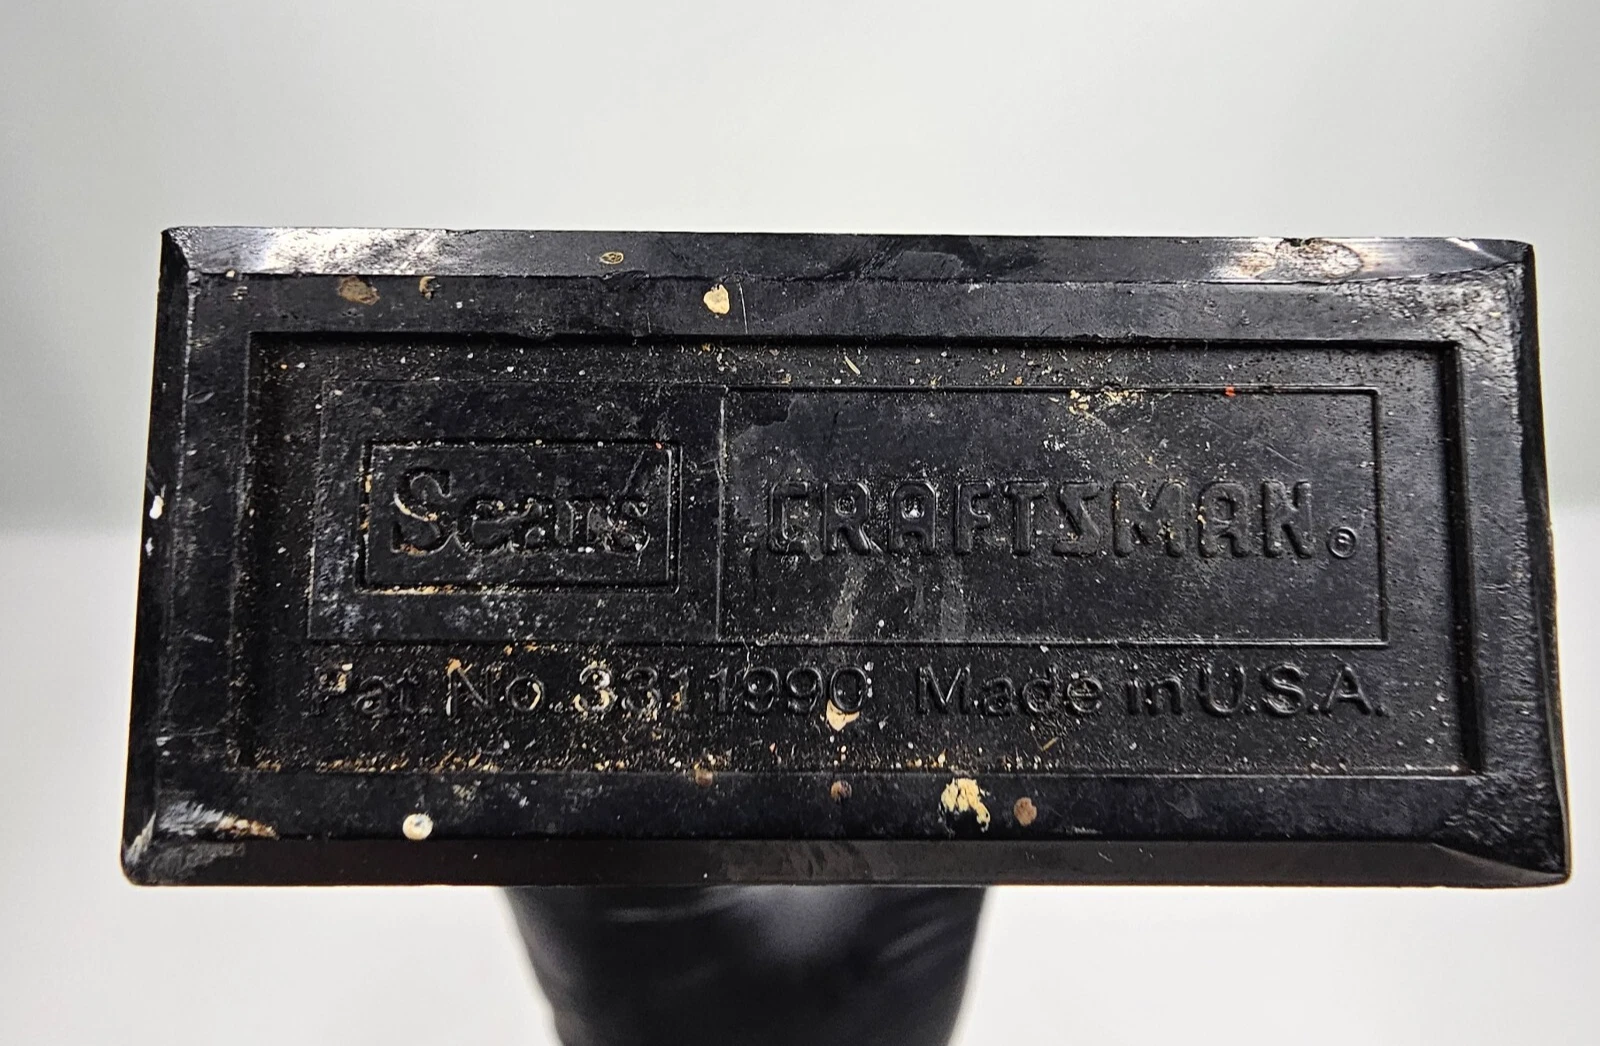 Sears CRAFTSMAN®
Pat. No. 3311990 Made in U.S.A.